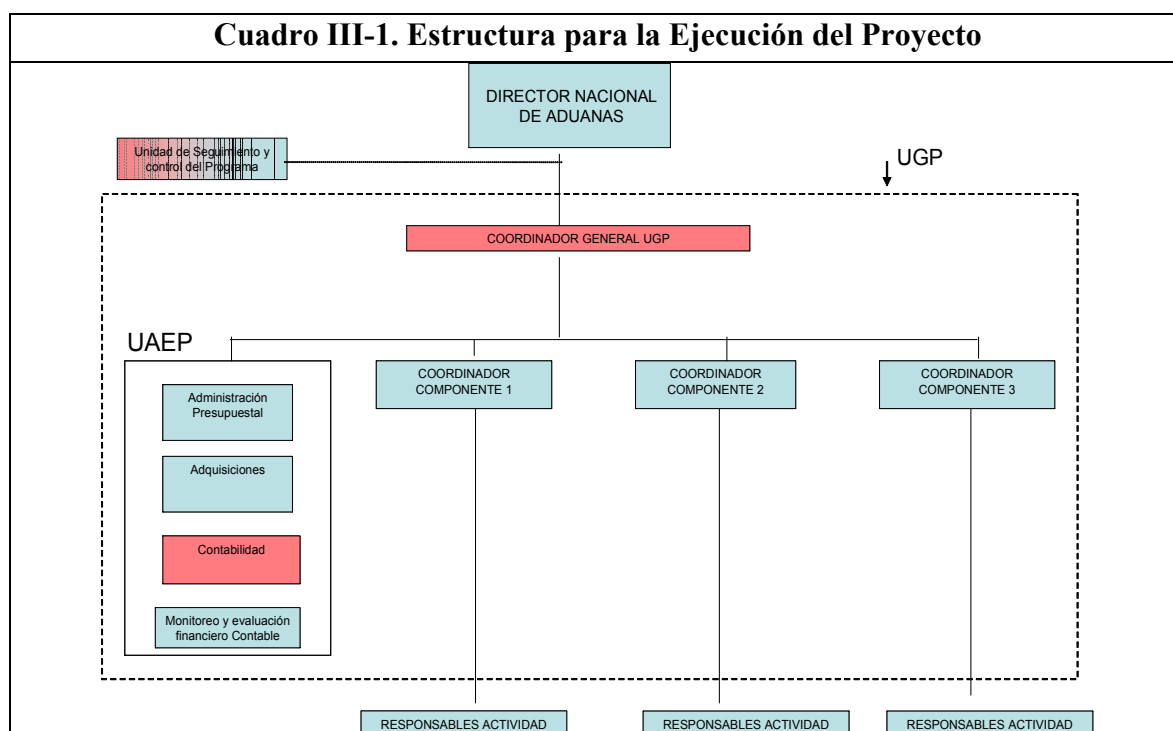 Cuadro III-1. Estructura para la Ejecución del Proyecto
DIRECTOR NACIONAL
DE ADUANAS
Unidad de Seguimiento y
control del Programa
UGP
COORDINADOR GENERAL UGP
UAEP
Administración
Presupuestal
Adquisiciones
Contabilidad
Monitoreo y evaluación
financiero Contable
COORDINADOR
COMPONENTE 1
COORDINADOR
COMPONENTE 2
COORDINADOR
COMPONENTE 3
RESPONSABLES ACTIVIDAD
RESPONSABLES ACTIVIDAD
RESPONSABLES ACTIVIDAD